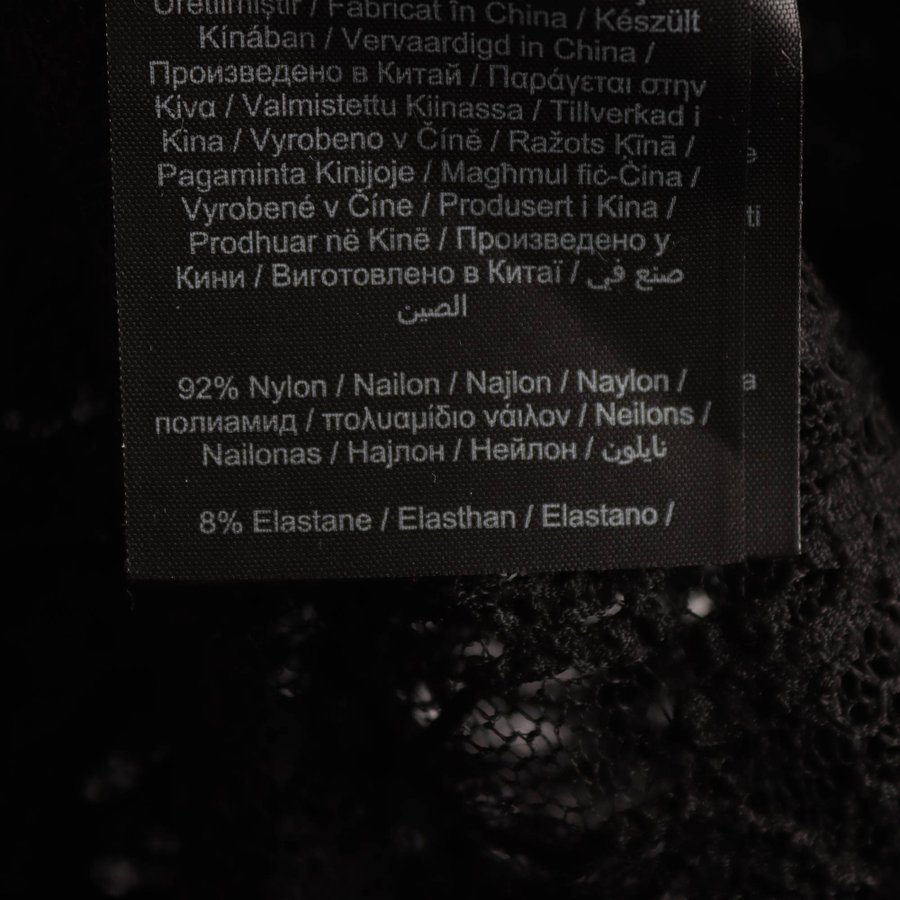 Üretilmiştir / Fabricat în China / Készült
Kínában / Vervaardigd in China /
Произведено в Китай / Παράγεται στην
Κίνα / Valmistettu Kiinassa / Tillverkad i
Kina / Vyrobeno v Číně / Ražots Ķīnā /
Pagaminta Kinijoje / Magħmul fiċ-Ċina /
Vyrobené v Číne / Produsert i Kina /
Prodhuar në Kinë / Произведено у
Кини / Виготовлено в Китаї / صنع في
الصين
92% Nylon / Nailon / Najlon / Naylon /
полиамид / πολυαμίδιο νάιλον / Neilons /
Nailonas / Најлон / Нейлон / نايلون
8% Elastane / Elasthan / Elastano /